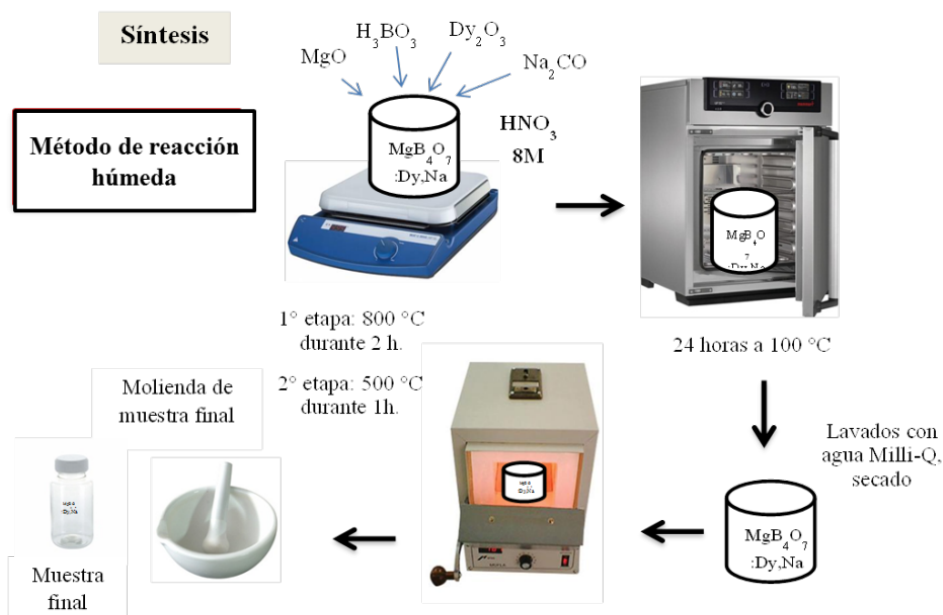 Síntesis
H3BO3
Dy2O3
MgO
Na2CO
Método de reacción
húmeda
HNO3
8M
MgB4O7
:Dy,Na
MgB4O
7
:Dy,Na
1° etapa: 800 °C
durante 2 h.
24 horas a 100 °C
2° etapa: 500 °C
durante 1h.
Molienda de
muestra final
Lavados con
agua Milli-Q,
secado
MgB4O7
:Dy,Na
Muestra
final